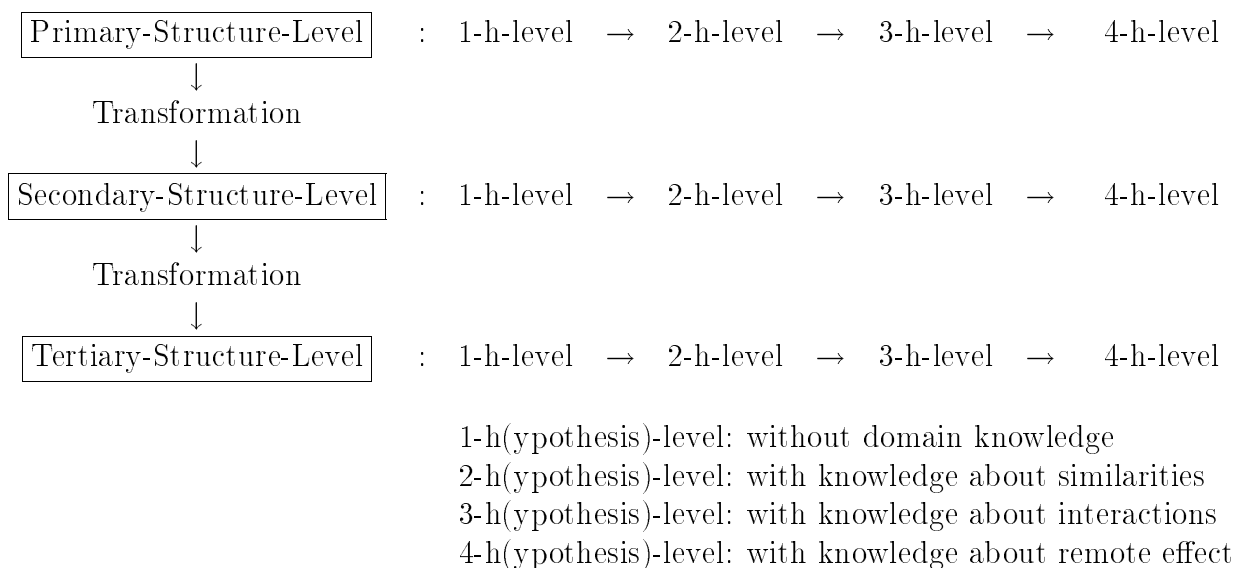 Primary-Structure-Level : 1-h-level → 2-h-level → 3-h-level → 4-h-level
↓
Transformation
↓
Secondary-Structure-Level : 1-h-level → 2-h-level → 3-h-level → 4-h-level
↓
Transformation
↓
Tertiary-Structure-Level : 1-h-level → 2-h-level → 3-h-level → 4-h-level
1-h(ypothesis)-level: without domain knowledge
2-h(ypothesis)-level: with knowledge about similarities
3-h(ypothesis)-level: with knowledge about interactions
4-h(ypothesis)-level: with knowledge about remote effect